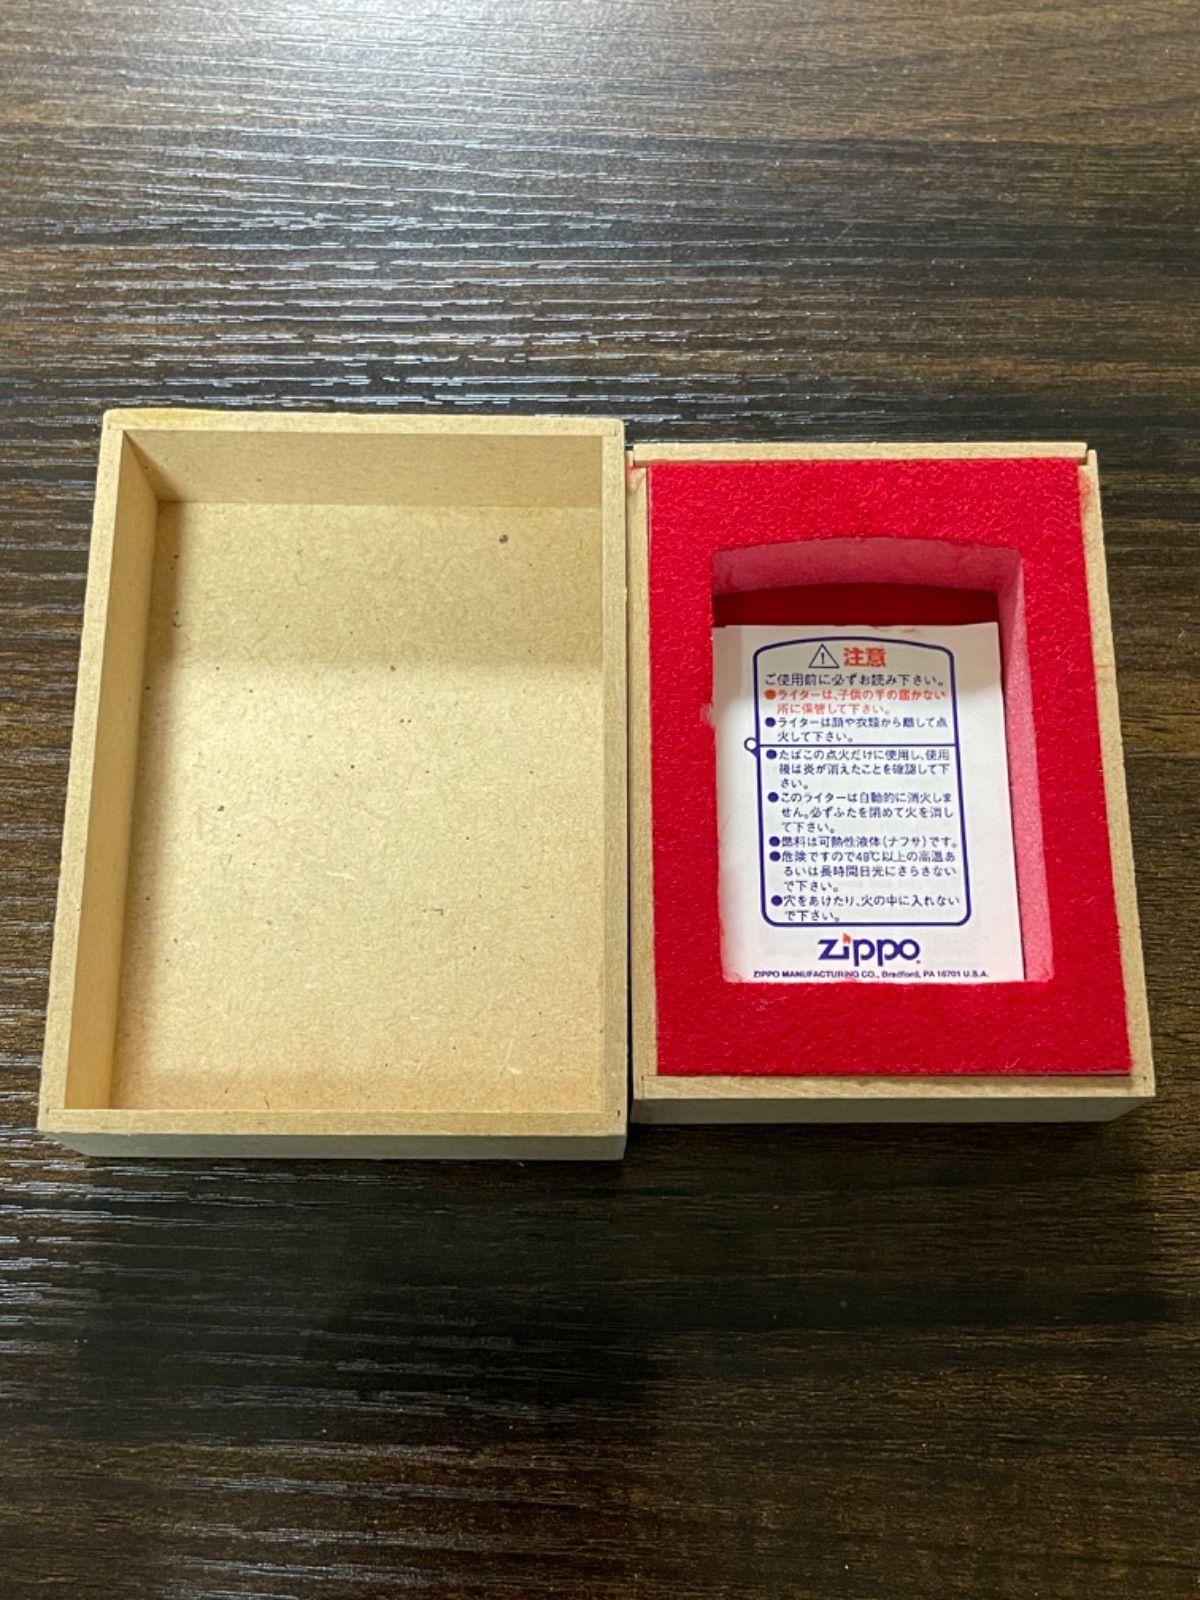 注意
ご使用前に必ずお読み下さい。
●ライターは、子供の手の届かない
所に保管して下さい。
●ライターは顔や衣類から離して点
火して下さい。
●たばこの点火だけに使用し、使用
後は炎が消えたことを確認して下
さい。
●このライターは自動的に消火しま
せん。必ずふたを閉めて火を消し
て下さい。
●燃料は可燃性液体(ナフサ)です。
●危険ですので49℃以上の高温あ
るいは長時間日光にさらさない
で下さい。
●穴をあけたり、火の中に入れない
で下さい。
zippo
ZIPPO MANUFACTURING CO., Bradford, PA 16701 U.S.A.